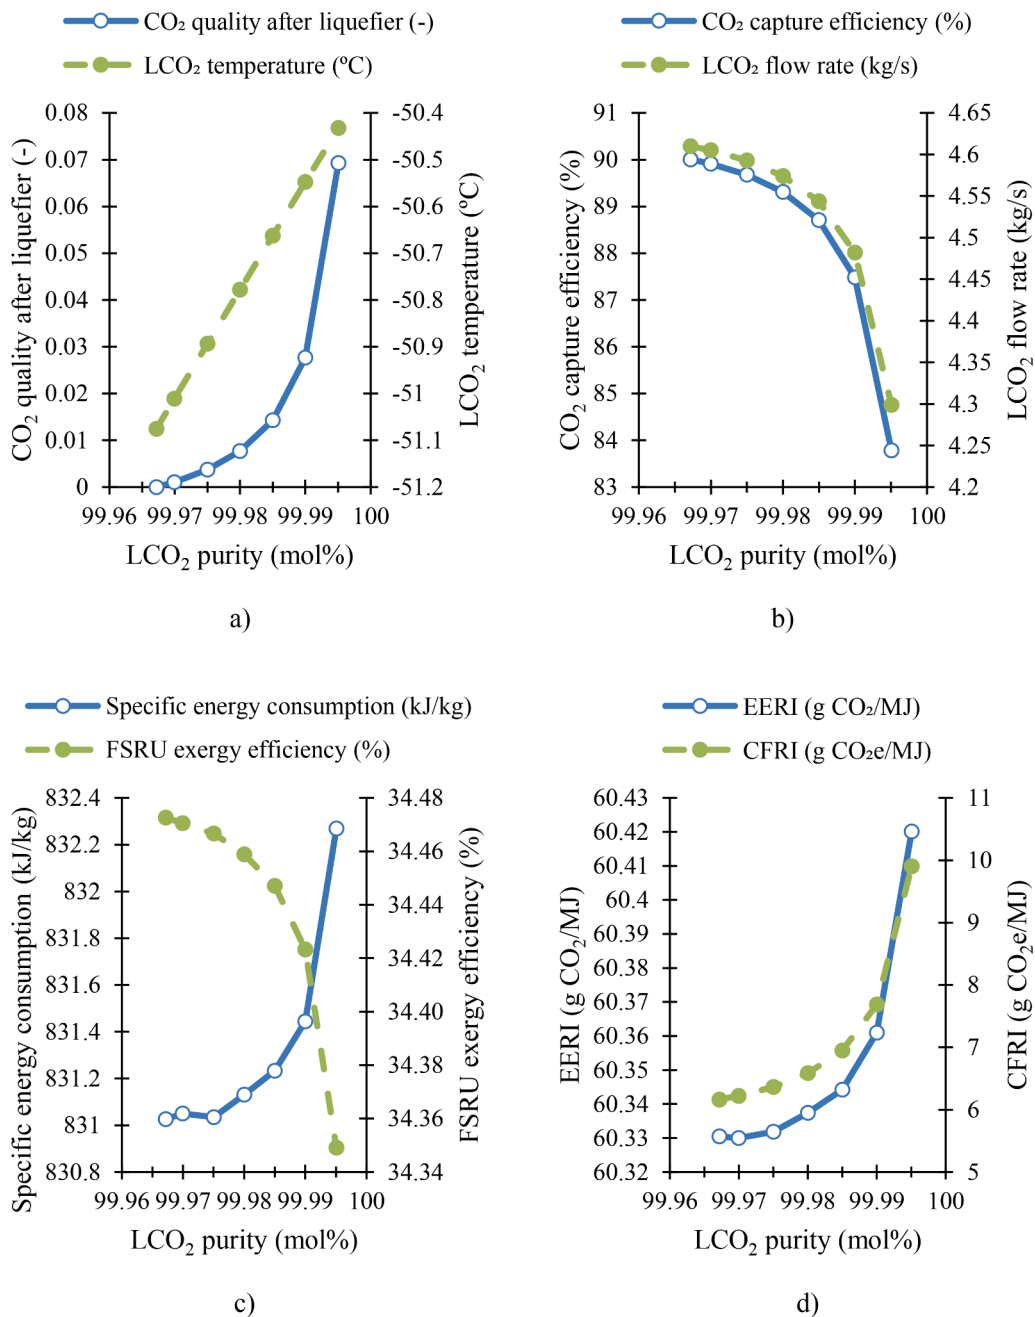 CO₂ quality after liquefier (-)
LCO₂ temperature (ºC)
CO₂ quality after liquefier (-)
0.08
0.07
0.06
0.05
0.04
0.03
0.02
0.01
0
-50.4
-50.5
-50.6
-50.7
-50.8
-50.9
-51
-51.1
-51.2
LCO₂ temperature (ºC)
99.96 99.97 99.98 99.99 100
LCO₂ purity (mol%)
a)
CO₂ capture efficiency (%)
LCO₂ flow rate (kg/s)
CO₂ capture efficiency (%)
91
90
89
88
87
86
85
84
83
4.65
4.6
4.55
4.5
4.45
4.4
4.35
4.3
4.25
4.2
LCO₂ flow rate (kg/s)
99.96 99.97 99.98 99.99 100
LCO₂ purity (mol%)
b)
Specific energy consumption (kJ/kg)
FSRU exergy efficiency (%)
Specific energy consumption (kJ/kg)
832.4
832.2
832
831.8
831.6
831.4
831.2
831
830.8
34.48
34.46
34.44
34.42
34.40
34.38
34.36
34.34
FSRU exergy efficiency (%)
99.96 99.97 99.98 99.99 100
LCO₂ purity (mol%)
c)
EERI (g CO₂/MJ)
CFRI (g CO₂e/MJ)
EERI (g CO₂/MJ)
60.43
60.42
60.41
60.4
60.39
60.38
60.37
60.36
60.35
60.34
60.33
60.32
11
10
9
8
7
6
5
CFRI (g CO₂e/MJ)
99.96 99.97 99.98 99.99 100
LCO₂ purity (mol%)
d)